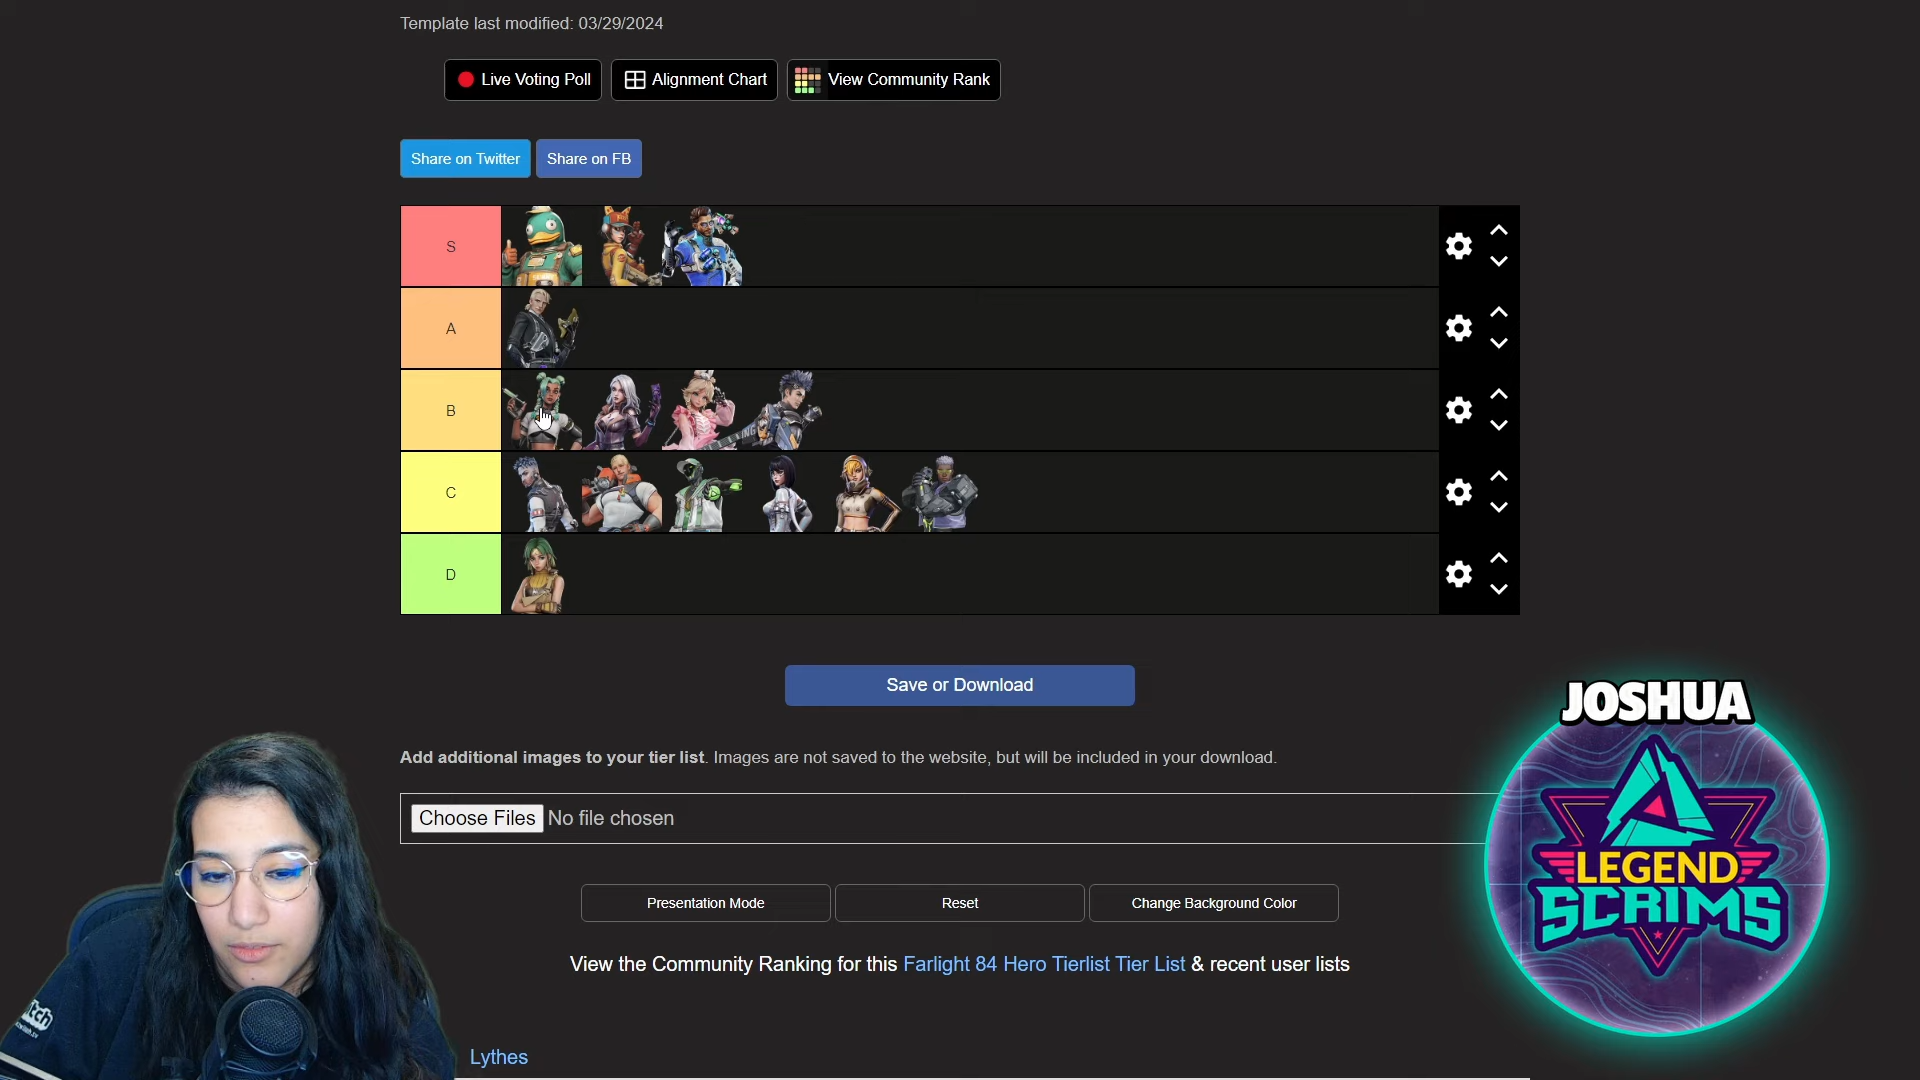 Template last modified: 03/29/2024
Live Voting Poll
Alignment Chart
View Community Rank
Share on Twitter
Share on FB
S
A
B
C
D
Save or Download
Add additional images to your tier list. Images are not saved to the website, but will be included in your download.
Choose Files No file chosen
Presentation Mode
Reset
Change Background Color
View the Community Ranking for this Farlight 84 Hero Tierlist Tier List & recent user lists
Lythes
JOSHUA
LEGEND
SCRIMS